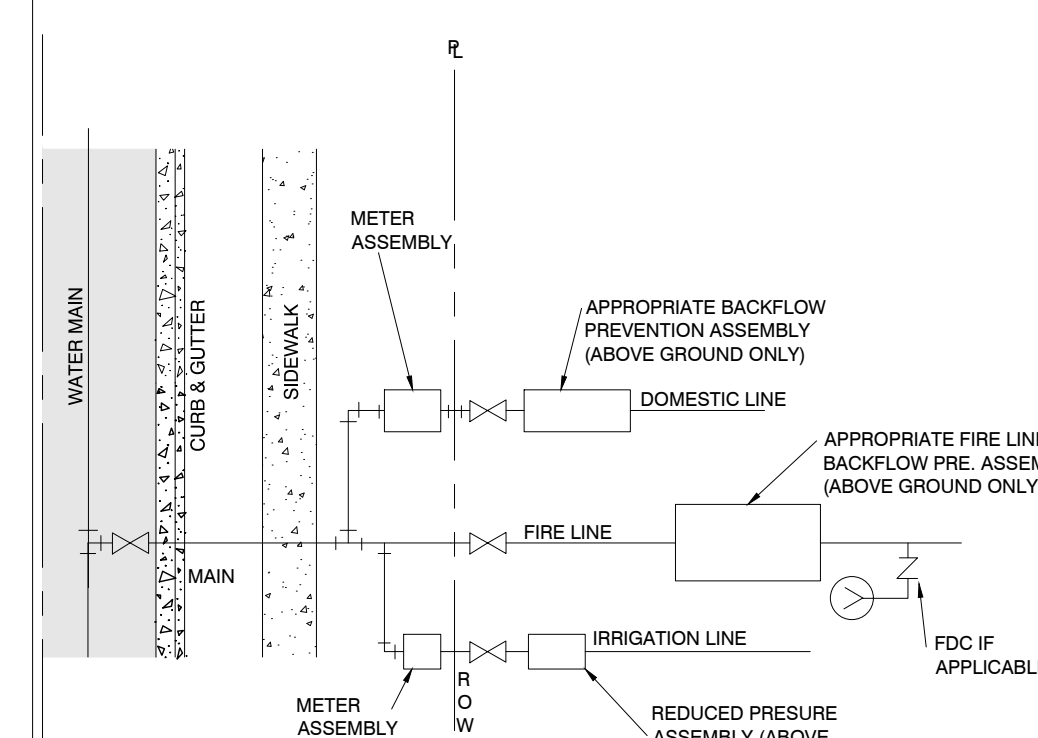 PL
METER
ASSEMBLY
WATER MAIN
CURB & GUTTER
SIDEWALK
APPROPRIATE BACKFLOW
PREVENTION ASSEMBLY
(ABOVE GROUND ONLY)
DOMESTIC LINE
APPROPRIATE FIRE LIN
BACKFLOW PRE. ASSEM
(ABOVE GROUND ONLY
FIRE LINE
MAIN
IRRIGATION LINE
FDC IF
APPLICABL
R
O
W
METER
ASSEMBLY
REDUCED PRESURE
ASSEMBLY (ABOVE